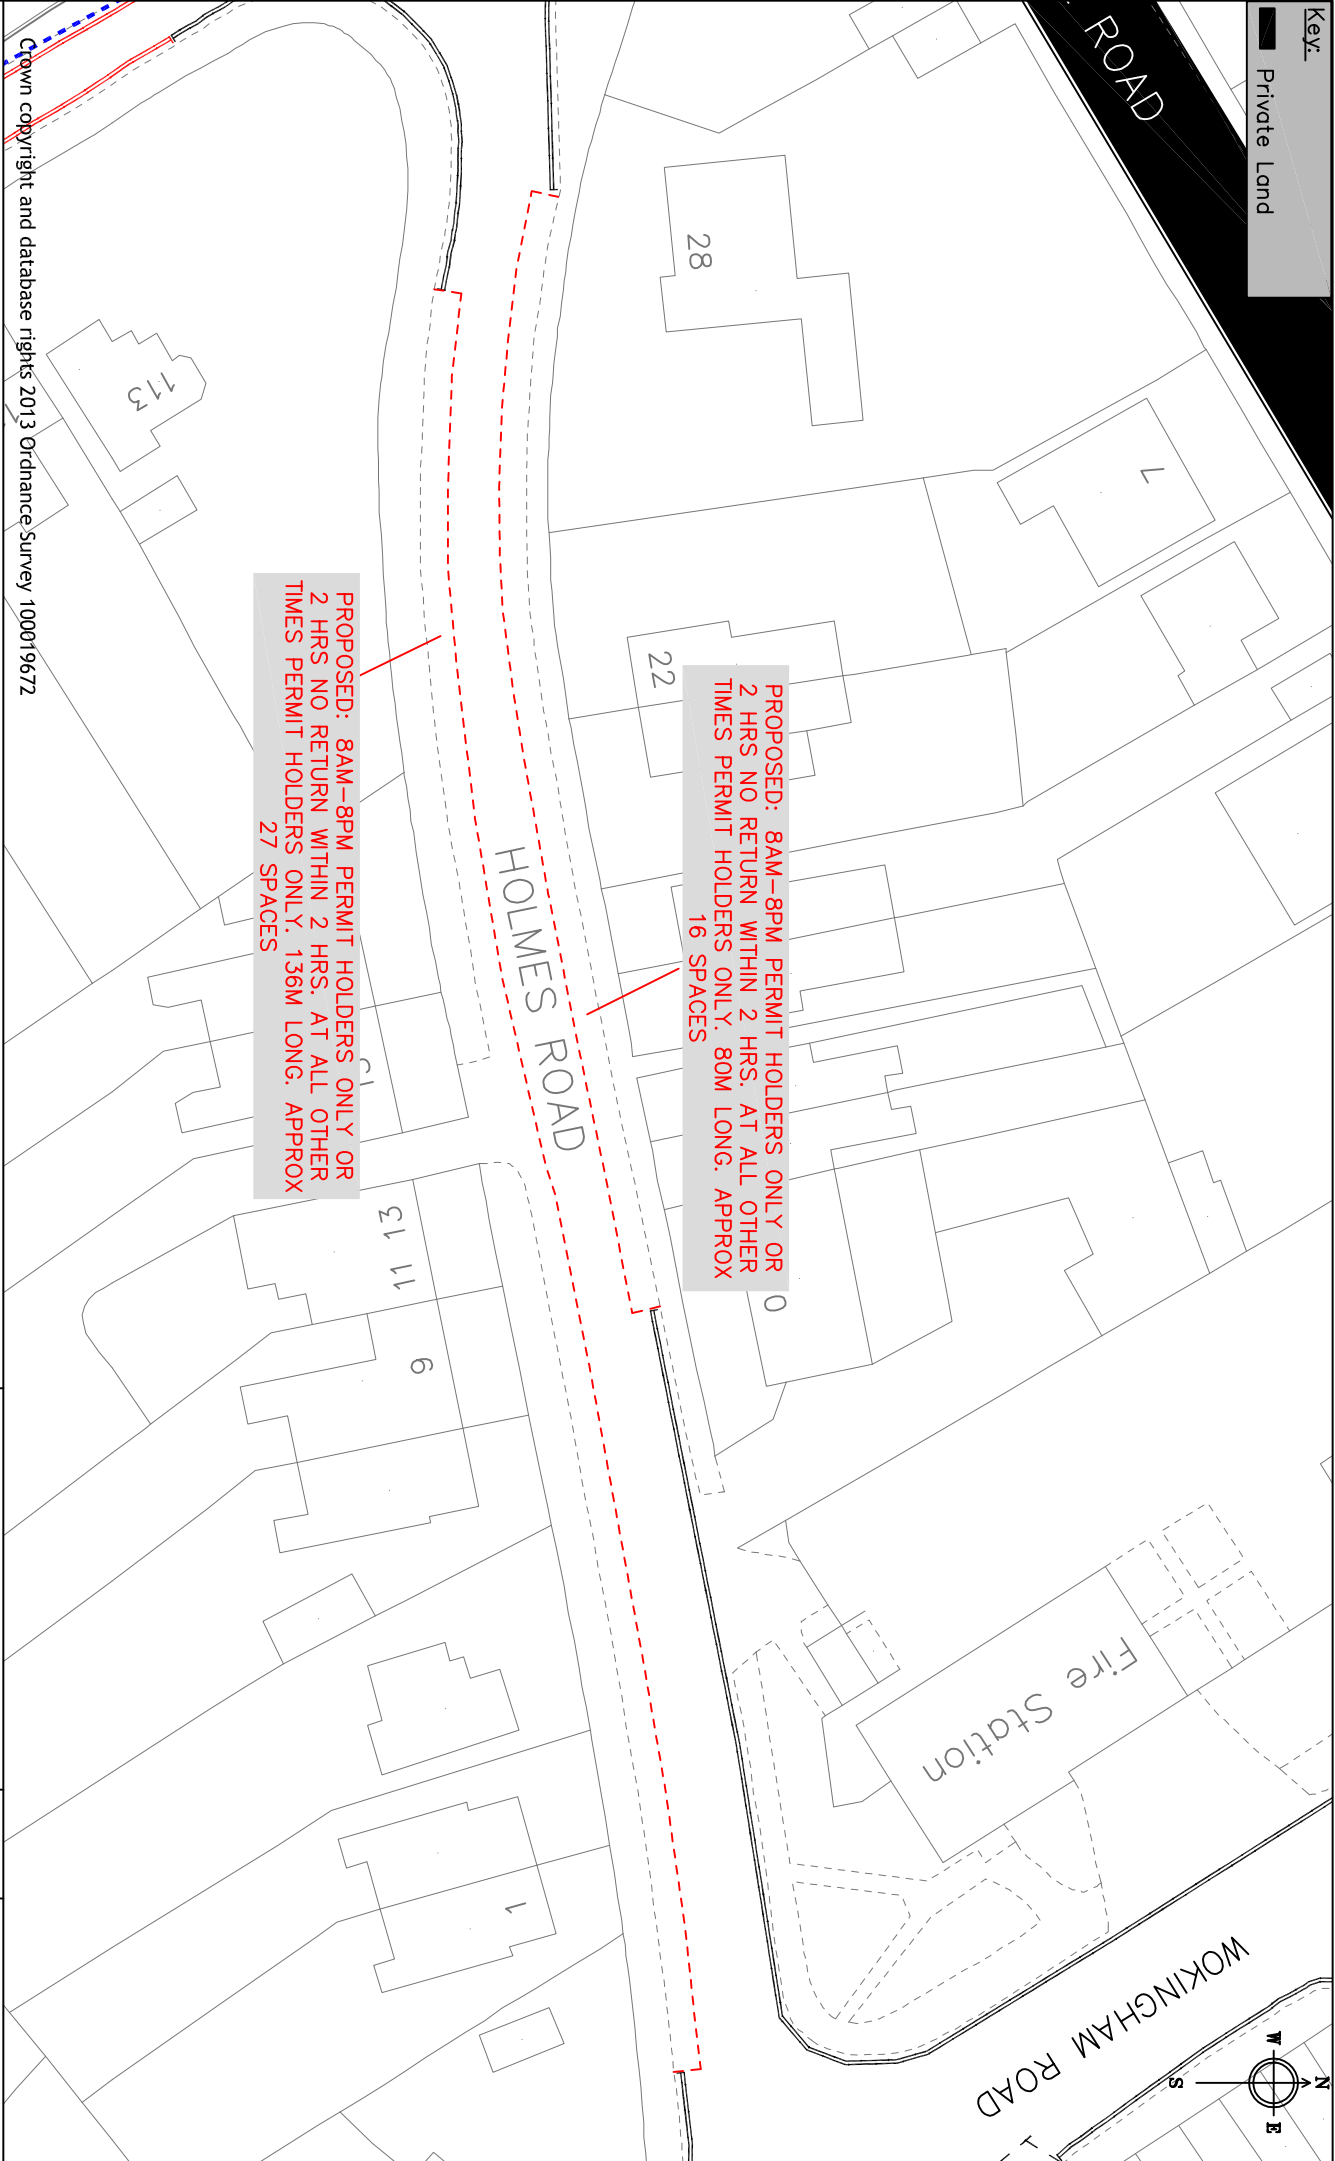 Key:
Private Land
ROAD
28
7
113
22
PROPOSED: 8AM-8PM PERMIT HOLDERS ONLY OR
2 HRS NO RETURN WITHIN 2 HRS. AT ALL OTHER
TIMES PERMIT HOLDERS ONLY. 80M LONG. APPROX
16 SPACES
PROPOSED: 8AM-8PM PERMIT HOLDERS ONLY OR
2 HRS NO RETURN WITHIN 2 HRS. AT ALL OTHER
TIMES PERMIT HOLDERS ONLY. 136M LONG. APPROX
27 SPACES
HOLMES ROAD
13
11
9
1
Fire Station
WOKINGHAM ROAD
N
W
E
S
Crown copyright and database rights 2013 Ordnance Survey 100019672